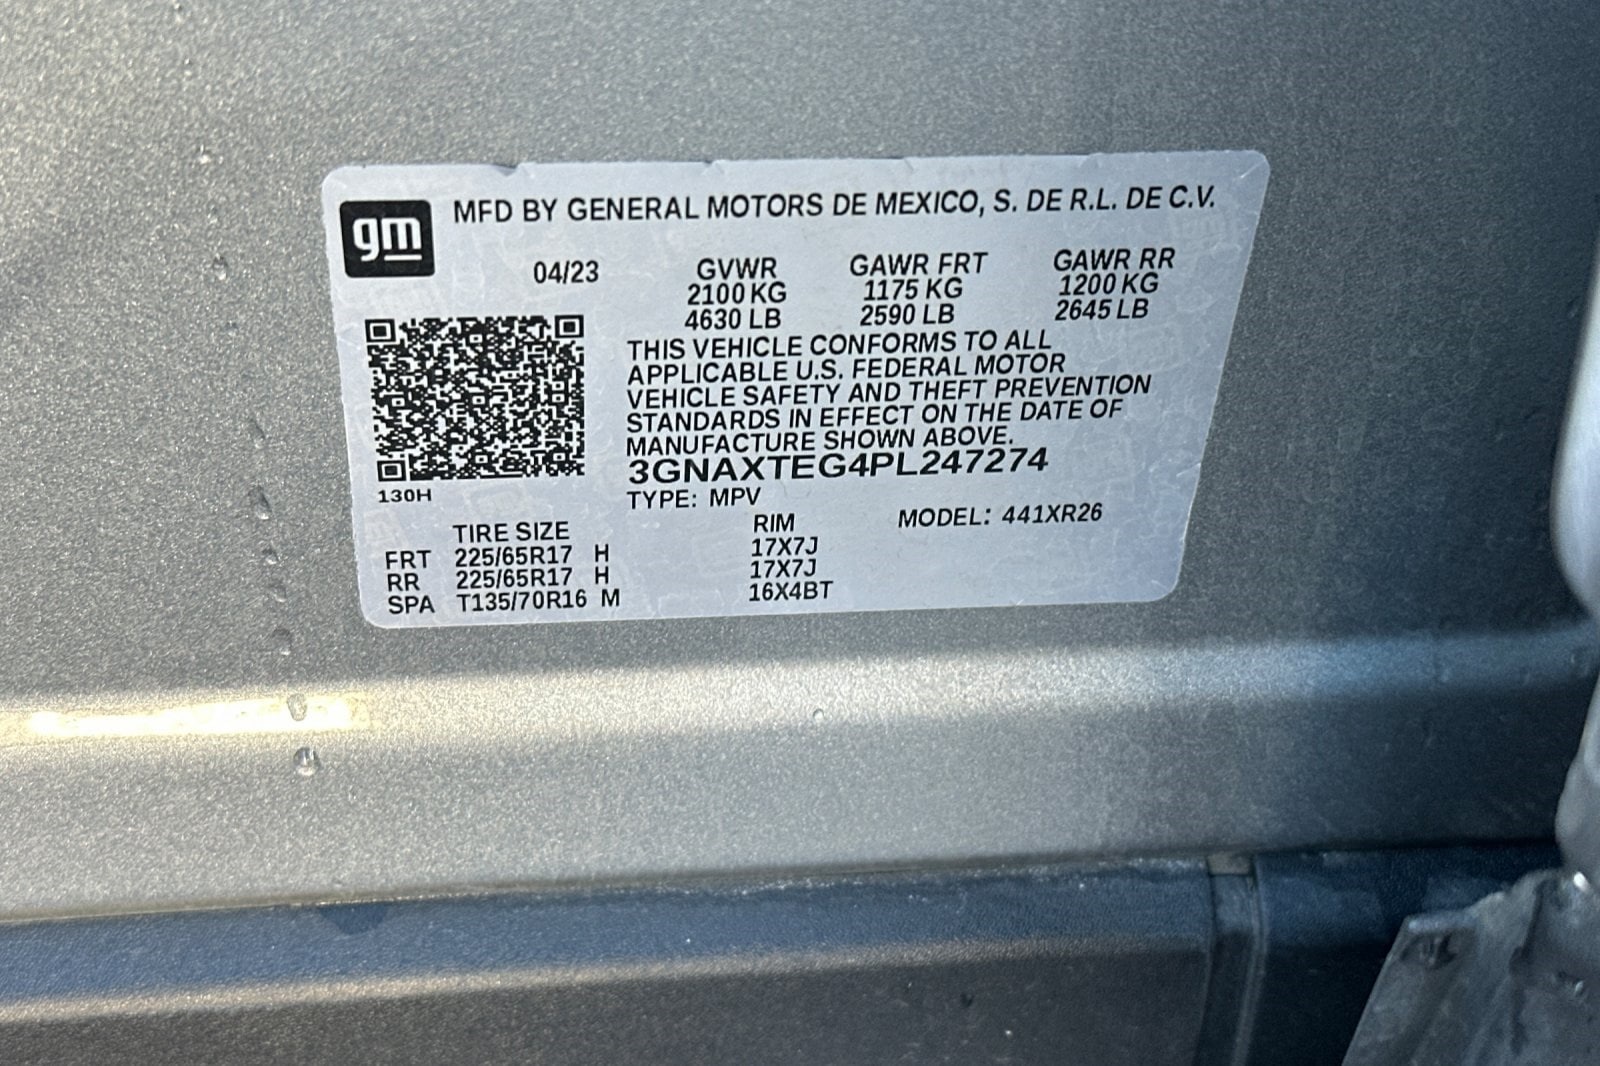 gm
MFD BY GENERAL MOTORS DE MEXICO, S. DE R.L. DE C.V.
04/23 GVWR GAWR FRT GAWR RR
2100 KG 1175 KG 1200 KG
4630 LB 2590 LB 2645 LB
THIS VEHICLE CONFORMS TO ALL
APPLICABLE U.S. FEDERAL MOTOR
VEHICLE SAFETY AND THEFT PREVENTION
STANDARDS IN EFFECT ON THE DATE OF
MANUFACTURE SHOWN ABOVE.
3GNAXTEG4PL247274
130H
TYPE: MPV
MODEL: 441XR26
TIRE SIZE RIM
FRT 225/65R17 H 17X7J
RR 225/65R17 H 17X7J
SPA T135/70R16 M 16X4BT